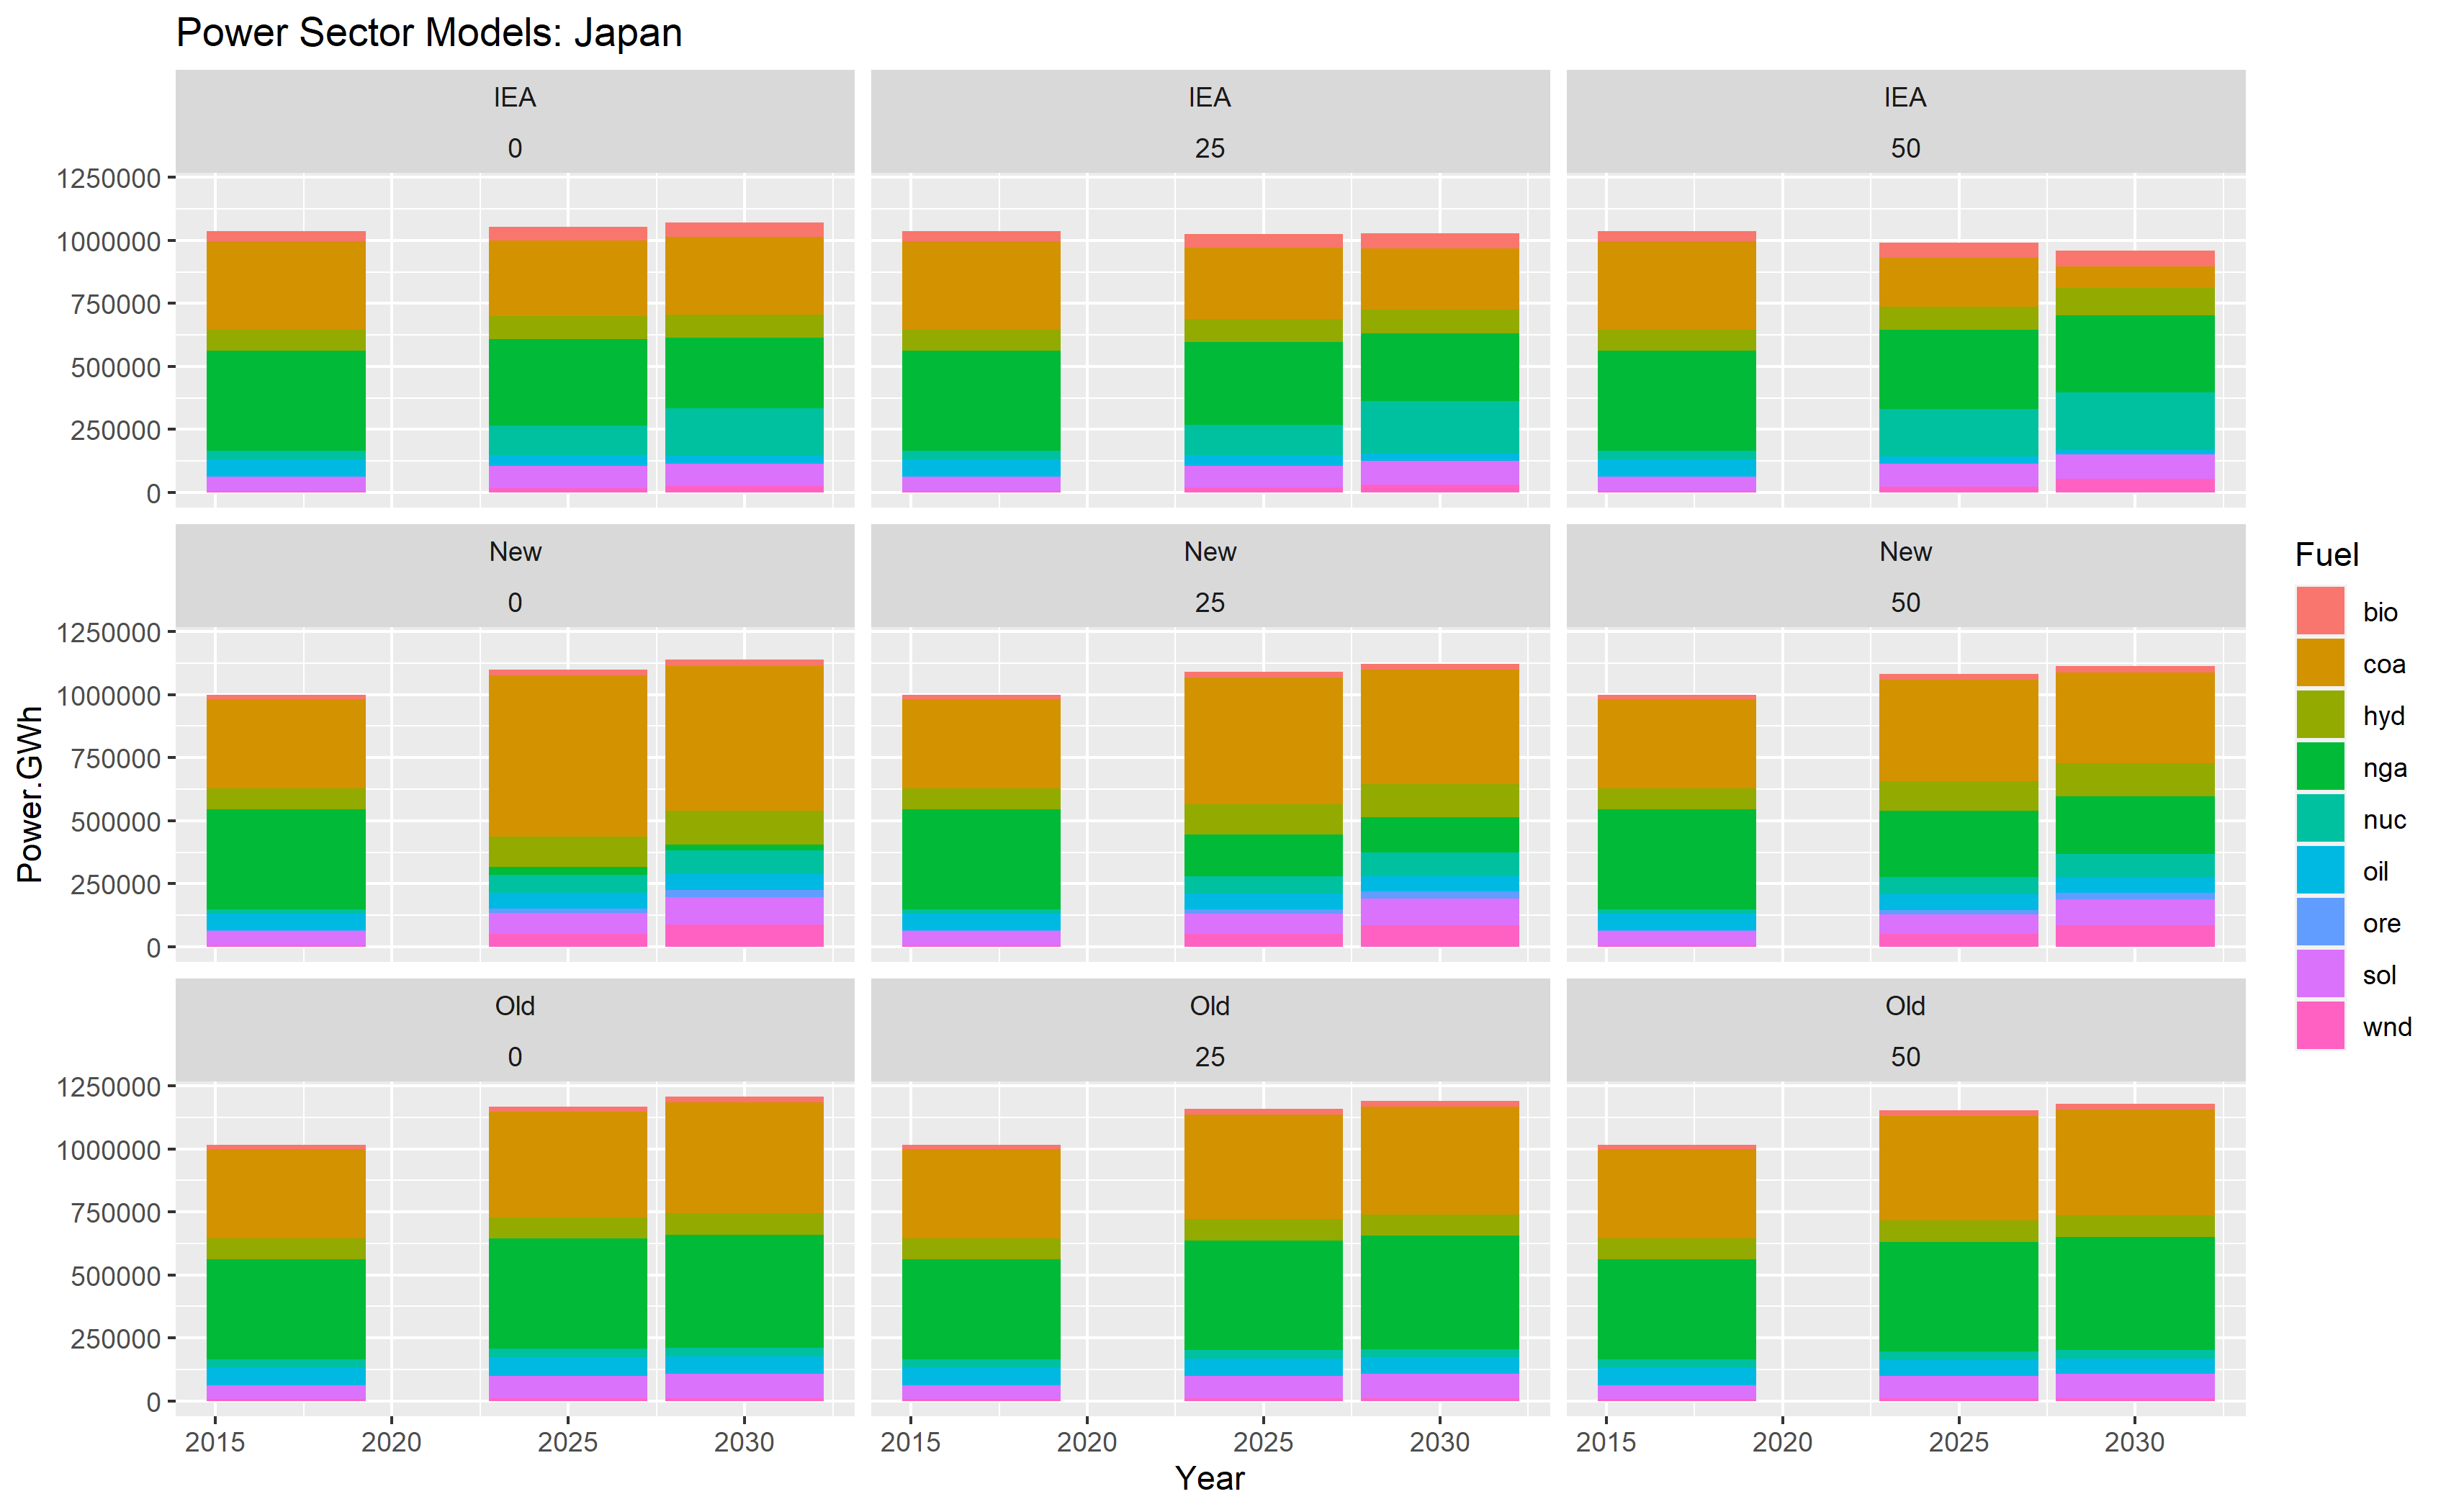 Power Sector Models: Japan
IEA IEA IEA
0 25 50
1250000
1000000
750000
500000
250000
0
New New New
0 25 50
1250000
1000000
750000
500000
250000
0
Old Old Old
0 25 50
1250000
1000000
750000
500000
250000
0
2015 2020 2025 2030 2015 2020 2025 2030 2015 2020 2025 2030
Year
Power.GWh
Fuel
bio
coa
hyd
nga
nuc
oil
ore
sol
wnd